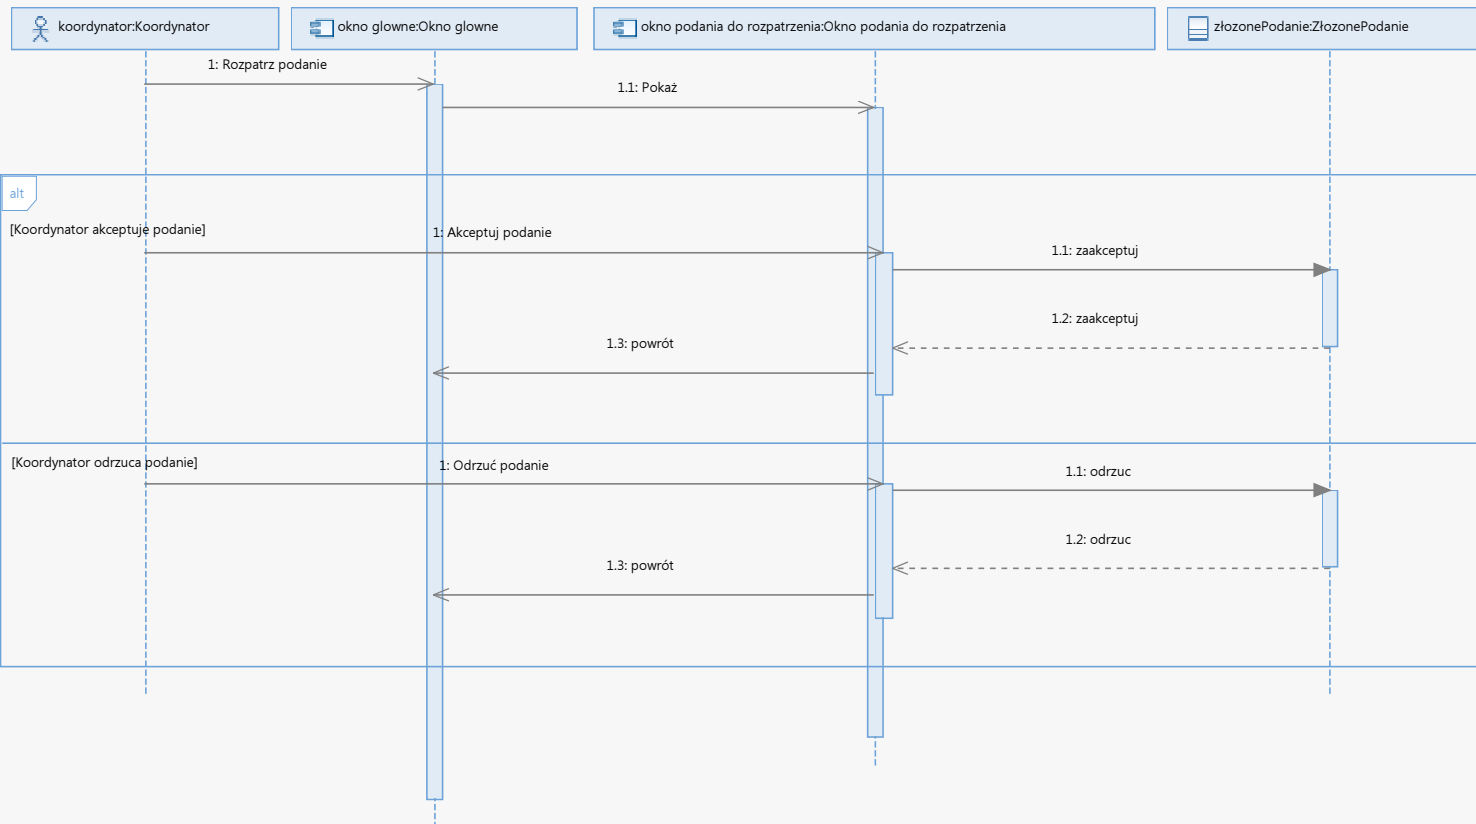 koordynator:Koordynator
okno glowne:Okno glowne
okno podania do rozpatrzenia:Okno podania do rozpatrzenia
złozonePodanie:ZłozonePodanie
1: Rozpatrz podanie
1.1: Pokaż
alt
[Koordynator akceptuje podanie]
1: Akceptuj podanie
1.1: zaakceptuj
1.2: zaakceptuj
1.3: powrót
[Koordynator odrzuca podanie]
1: Odrzuć podanie
1.1: odrzuc
1.2: odrzuc
1.3: powrót